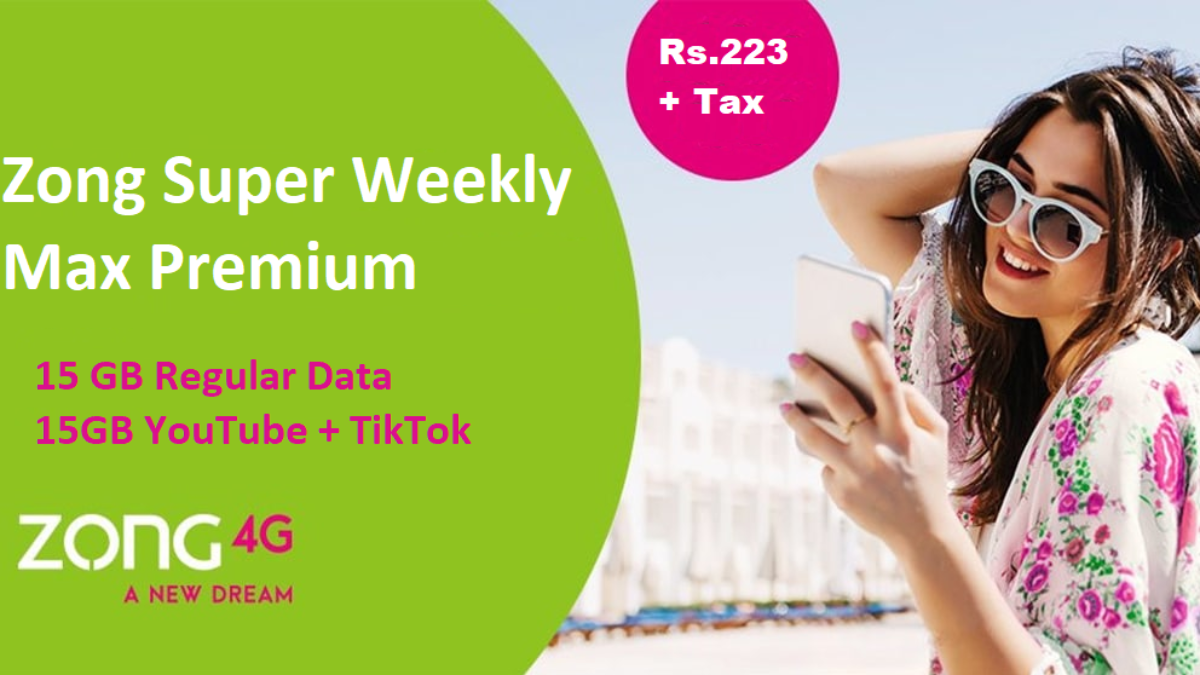 Rs.223
+ Tax
Zong Super Weekly
Max Premium
15 GB Regular Data
15GB YouTube + TikTok
ZONG 4G
A NEW DREAM